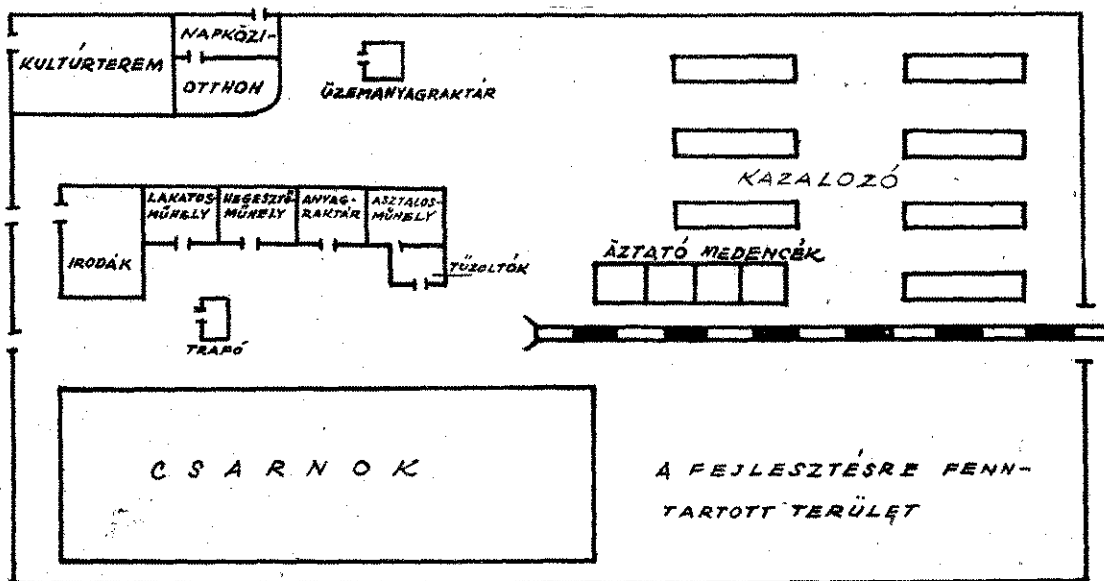 NAPKÖZI-
KULTÚRTEREM
OTTHON
ÜZEMANYAGRAKTÁR
KAZALOZÓ
LAKATOS-
MŰHELY
HEGESZTŐ-
MŰHELY
ANYAG-
RAKTÁR
ASZTALOS-
MŰHELY
IRODÁK
TŰZOLTÓK
ÁZTATÓ MEDENCÉK
TRAFÓ
CSARNOK
A FEJLESZTÉSRE FENN-
TARTOTT TERÜLET